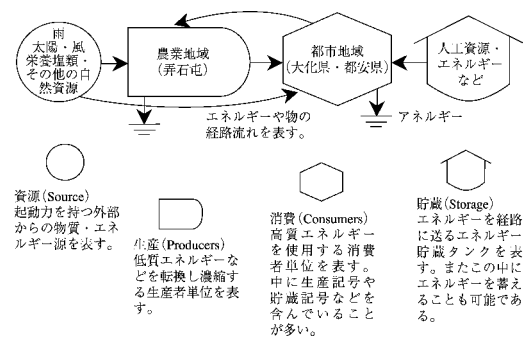 雨
太陽・風
栄養塩類・
その他の自
然資源
農業地域
(弄石屯)
都市地域
(大化県・都安県)
人工資源・
エネルギー
など
エネルギーや物の
経路流れを表す。
アネルギー
資源(Source)
起動力を持つ外部
からの物質・エネ
ルギー源を表す。
生産(Producers)
低質エネルギーな
どを転換し濃縮す
る生産者単位を表
す。
消費(Consumers)
高質エネルギー
を使用する消費
者単位を表す。
中に生産記号や
貯蔵記号などを
含んでいること
が多い。
貯蔵(Storage)
エネルギーを経路
に送るエネルギー
貯蔵タンクを表
す。またこの中に
エネルギーを蓄え
ることも可能であ
る。